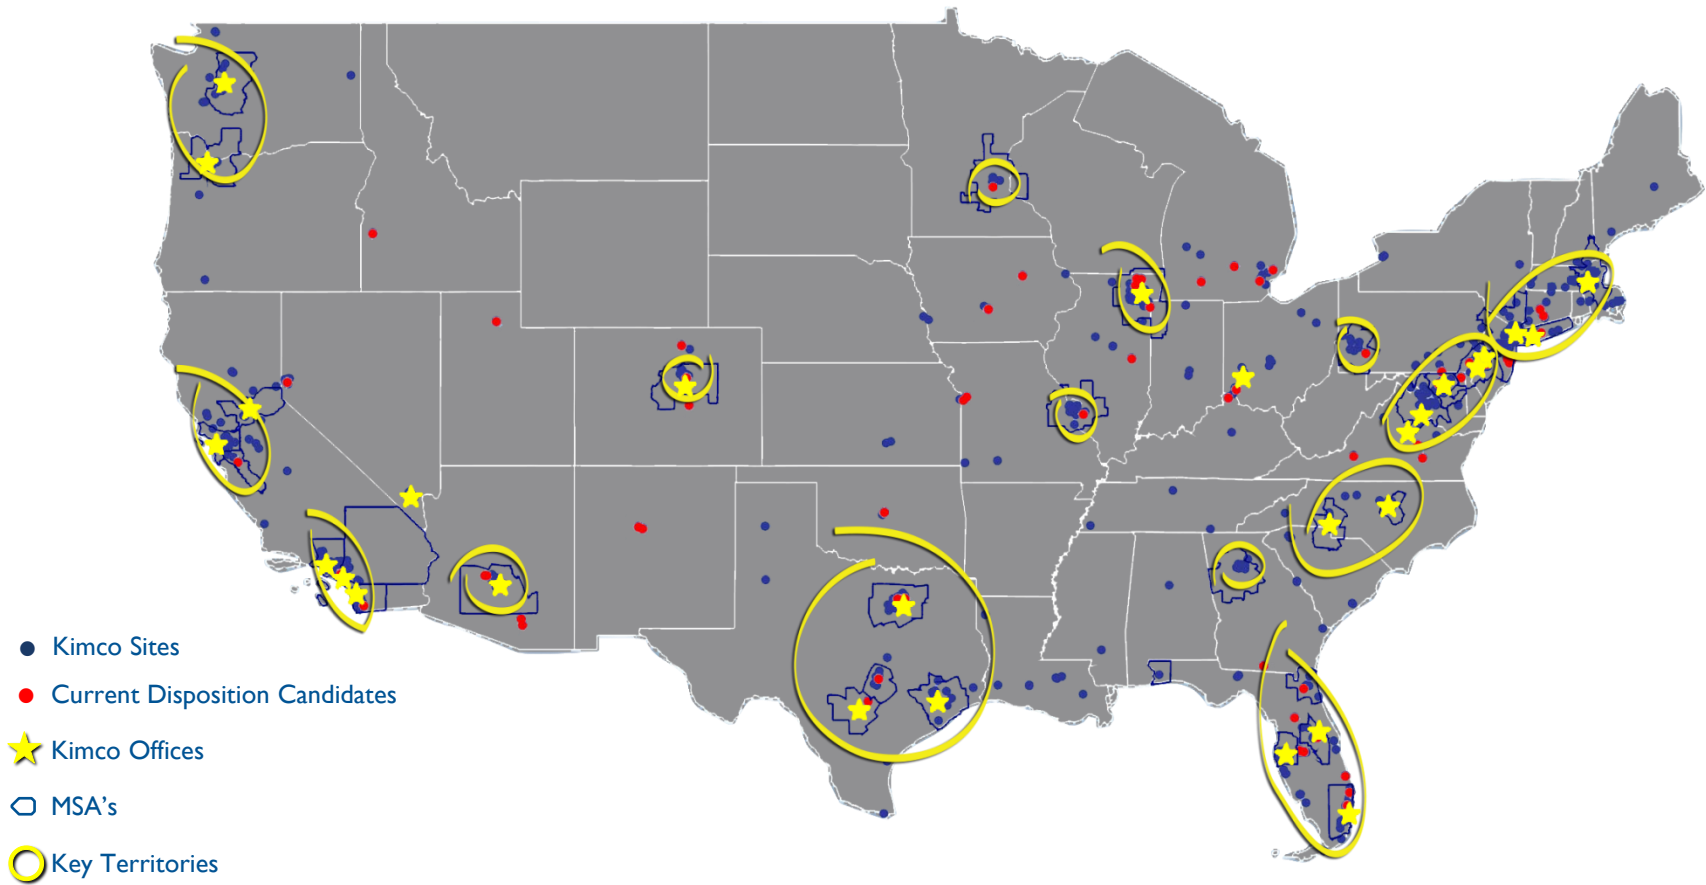 Kimco Sites
Current Disposition Candidates
Kimco Offices
MSA's
Key Territories